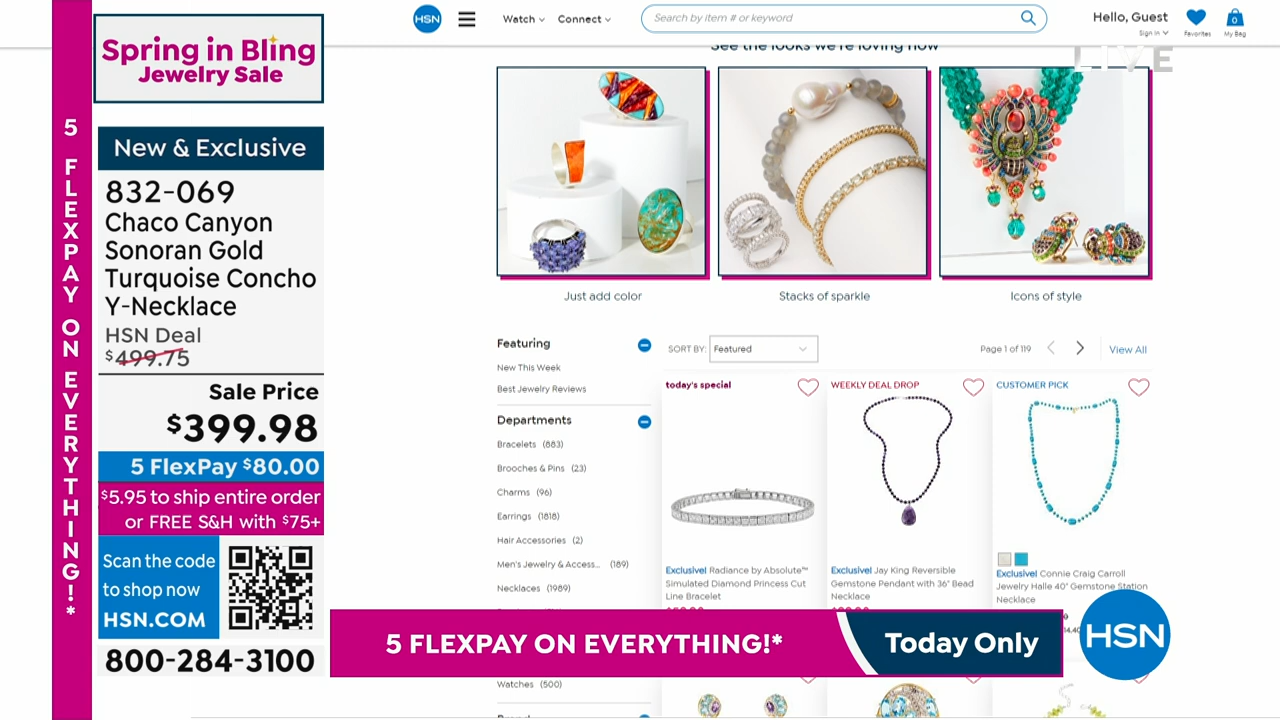 5 FLEXPAY ON EVERYTHING!*
Spring in Bling
Jewelry Sale
New & Exclusive
832-069
Chaco Canyon
Sonoran Gold
Turquoise Concho
Y-Necklace
HSN Deal
$499.75
Sale Price
$399.98
5 FlexPay $80.00
$5.95 to ship entire order
or FREE S&H with $75+
Scan the code
to shop now
HSN.COM
800-284-3100
HSN
Watch
Connect
Search by item # or keyword
Hello, Guest
Sign In
Favorites
0
My Bag
LIVE
See the looks we're loving now
Just add color
Stacks of sparkle
Icons of style
Featuring
New This Week
Best Jewelry Reviews
Departments
Bracelets (883)
Brooches & Pins (23)
Charms (96)
Earrings (1818)
Hair Accessories (2)
Men's Jewelry & Access... (189)
Necklaces (1989)
Watches (500)
SORT BY: Featured
Page 1 of 119
View All
today's special
Exclusive! Radiance by Absolute™
Simulated Diamond Princess Cut
Line Bracelet
WEEKLY DEAL DROP
Exclusive! Jay King Reversible
Gemstone Pendant with 36" Bead
Necklace
CUSTOMER PICK
Exclusive! Connie Craig Carroll
Jewelry Halle 40" Gemstone Station
Necklace
5 FLEXPAY ON EVERYTHING!*
Today Only
HSN